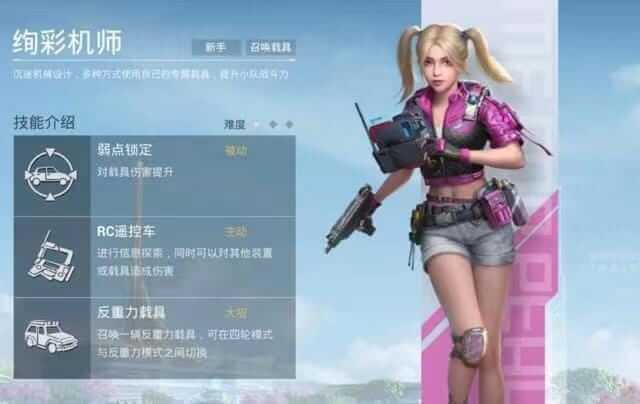 绚彩机师
新手
召唤载具
沉迷机械设计，多种方式使用自己的专属载具，提升小队战斗力
技能介绍
难度
弱点锁定
被动
对载具伤害提升
RC遥控车
主动
进行信息探索，同时可以对其他装置
或载具造成伤害
反重力载具
大招
召唤一辆反重力载具，可在四轮模式
与反重力模式之间切换